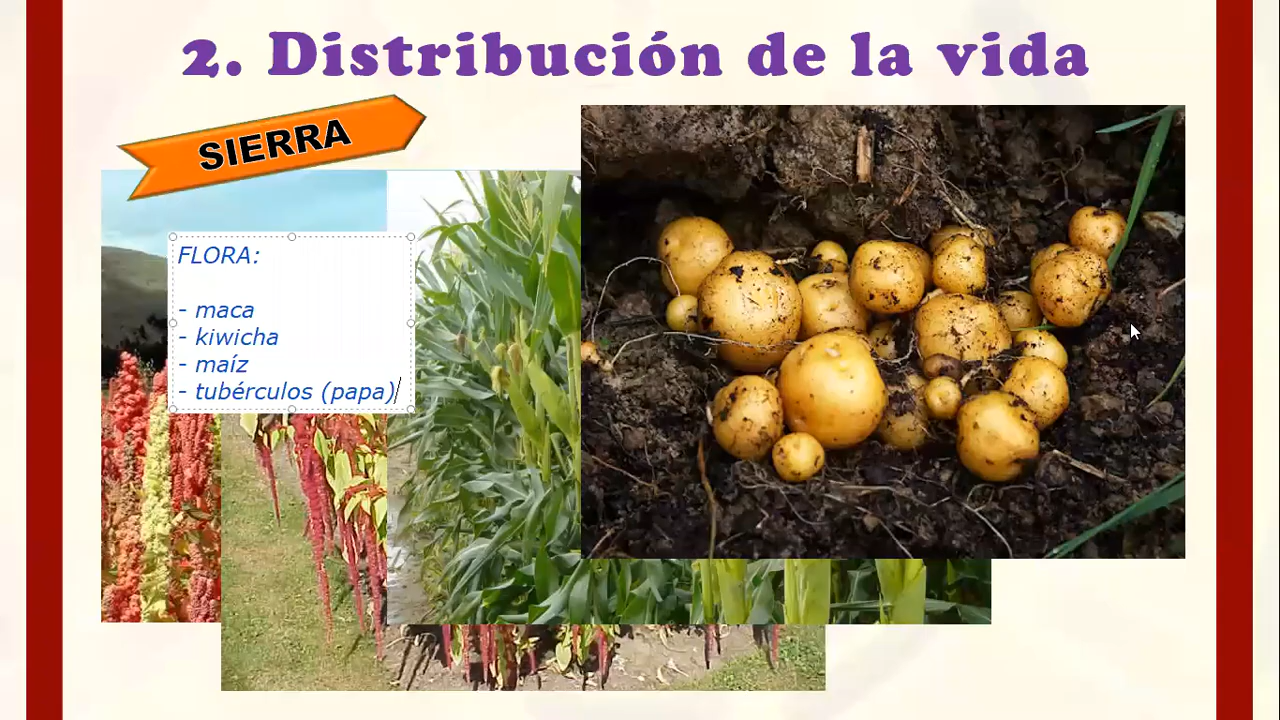 2. Distribución de la vida
SIERRA
FLORA:
- maca
- kiwicha
- maíz
- tubérculos (papa)